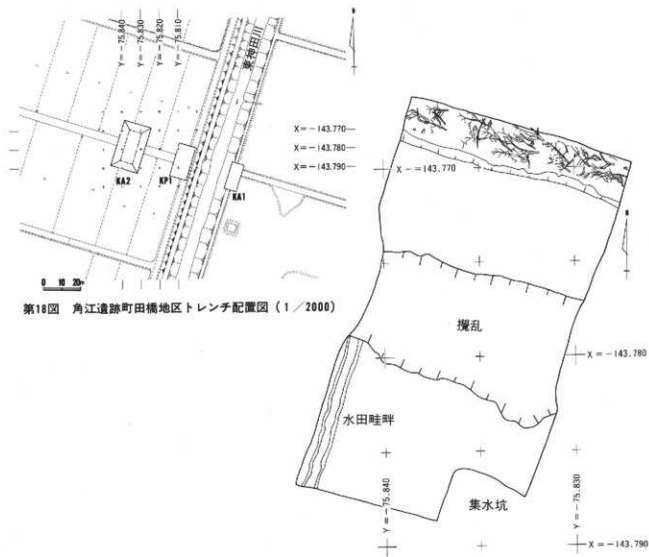 N
Y=-75.840
Y=-75.830
Y=-75.820
Y=-75.810
東神田川
X=-143.770
X=-143.780
X=-143.790
KA2
KP1
KA1
0 10 20m
第18図 角江遺跡町田橋地区トレンチ配置図(1/2000)
X=-143.770
N
攪乱
X=-143.780
水田畦畔
Y=-75.840
Y=-75.830
集水坑
X=-143.790